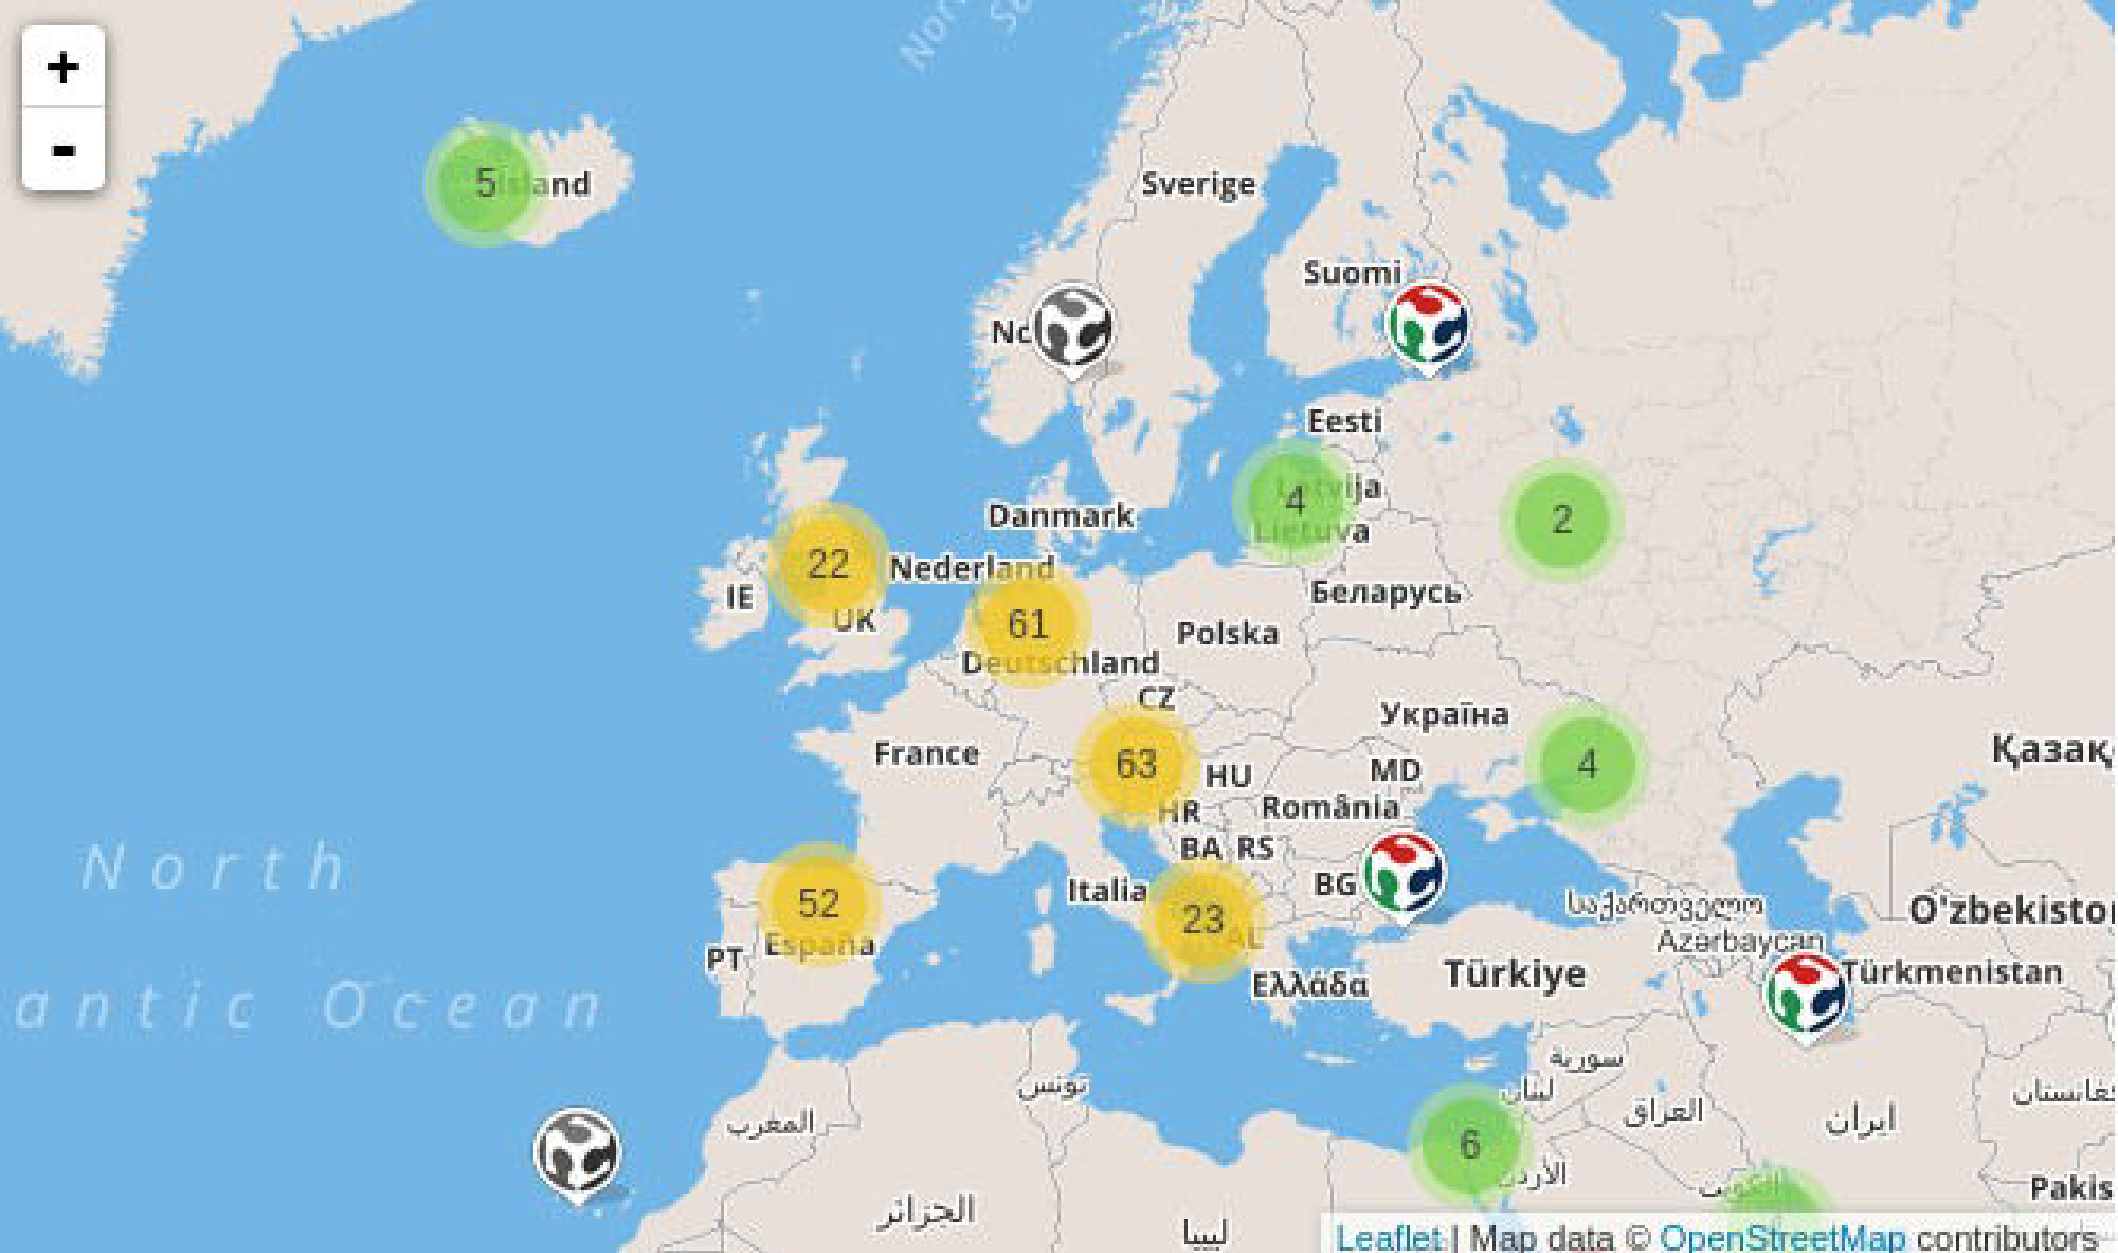 +
-
5
Ísland
Sverige
Suomi
Eesti
Latvija
4
Lietuva
2
Danmark
22
Nederland
IE
UK
61
Беларусь
Polska
Deutschland
CZ
Україна
France
63
HU
MD
4
Қазақ
HR
România
BA
RS
North
antic Ocean
52
España
PT
Italia
23
AL
BG
საქართველო
O'zbekisto
Azərbaycan
Türkmenistan
Ελλάδα
Türkiye
سورية
لبنان
تونس
المغرب
العراق
ایران
6
الأردن
الكويت
Pakis
الجزائر
ليبيا
Leaflet | Map data © OpenStreetMap contributors